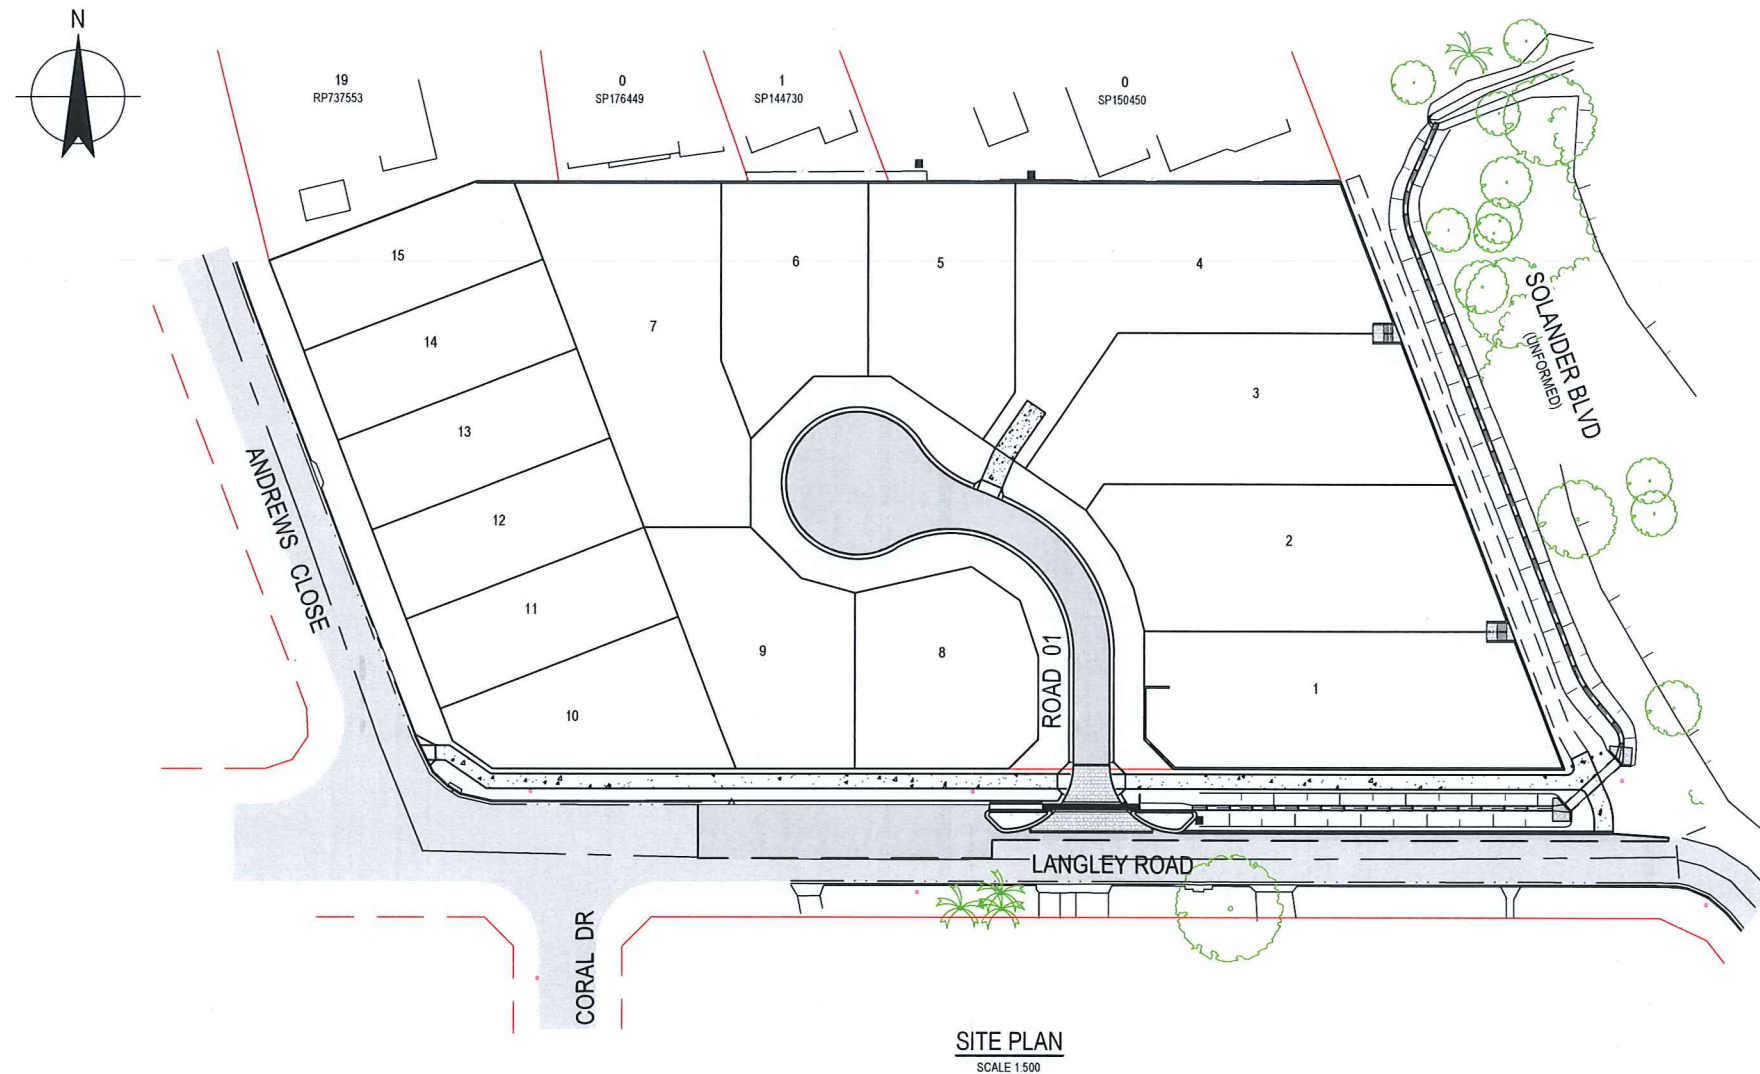 N
19
RP737553
0
SP176449
1
SP144730
0
SP150450
15
6
5
4
7
14
3
13
12
2
11
9
8
1
10
ANDREWS CLOSE
SOLANDER BLVD
(UNFORMED)
ROAD 01
LANGLEY ROAD
CORAL DR
SITE PLAN
SCALE 1:500